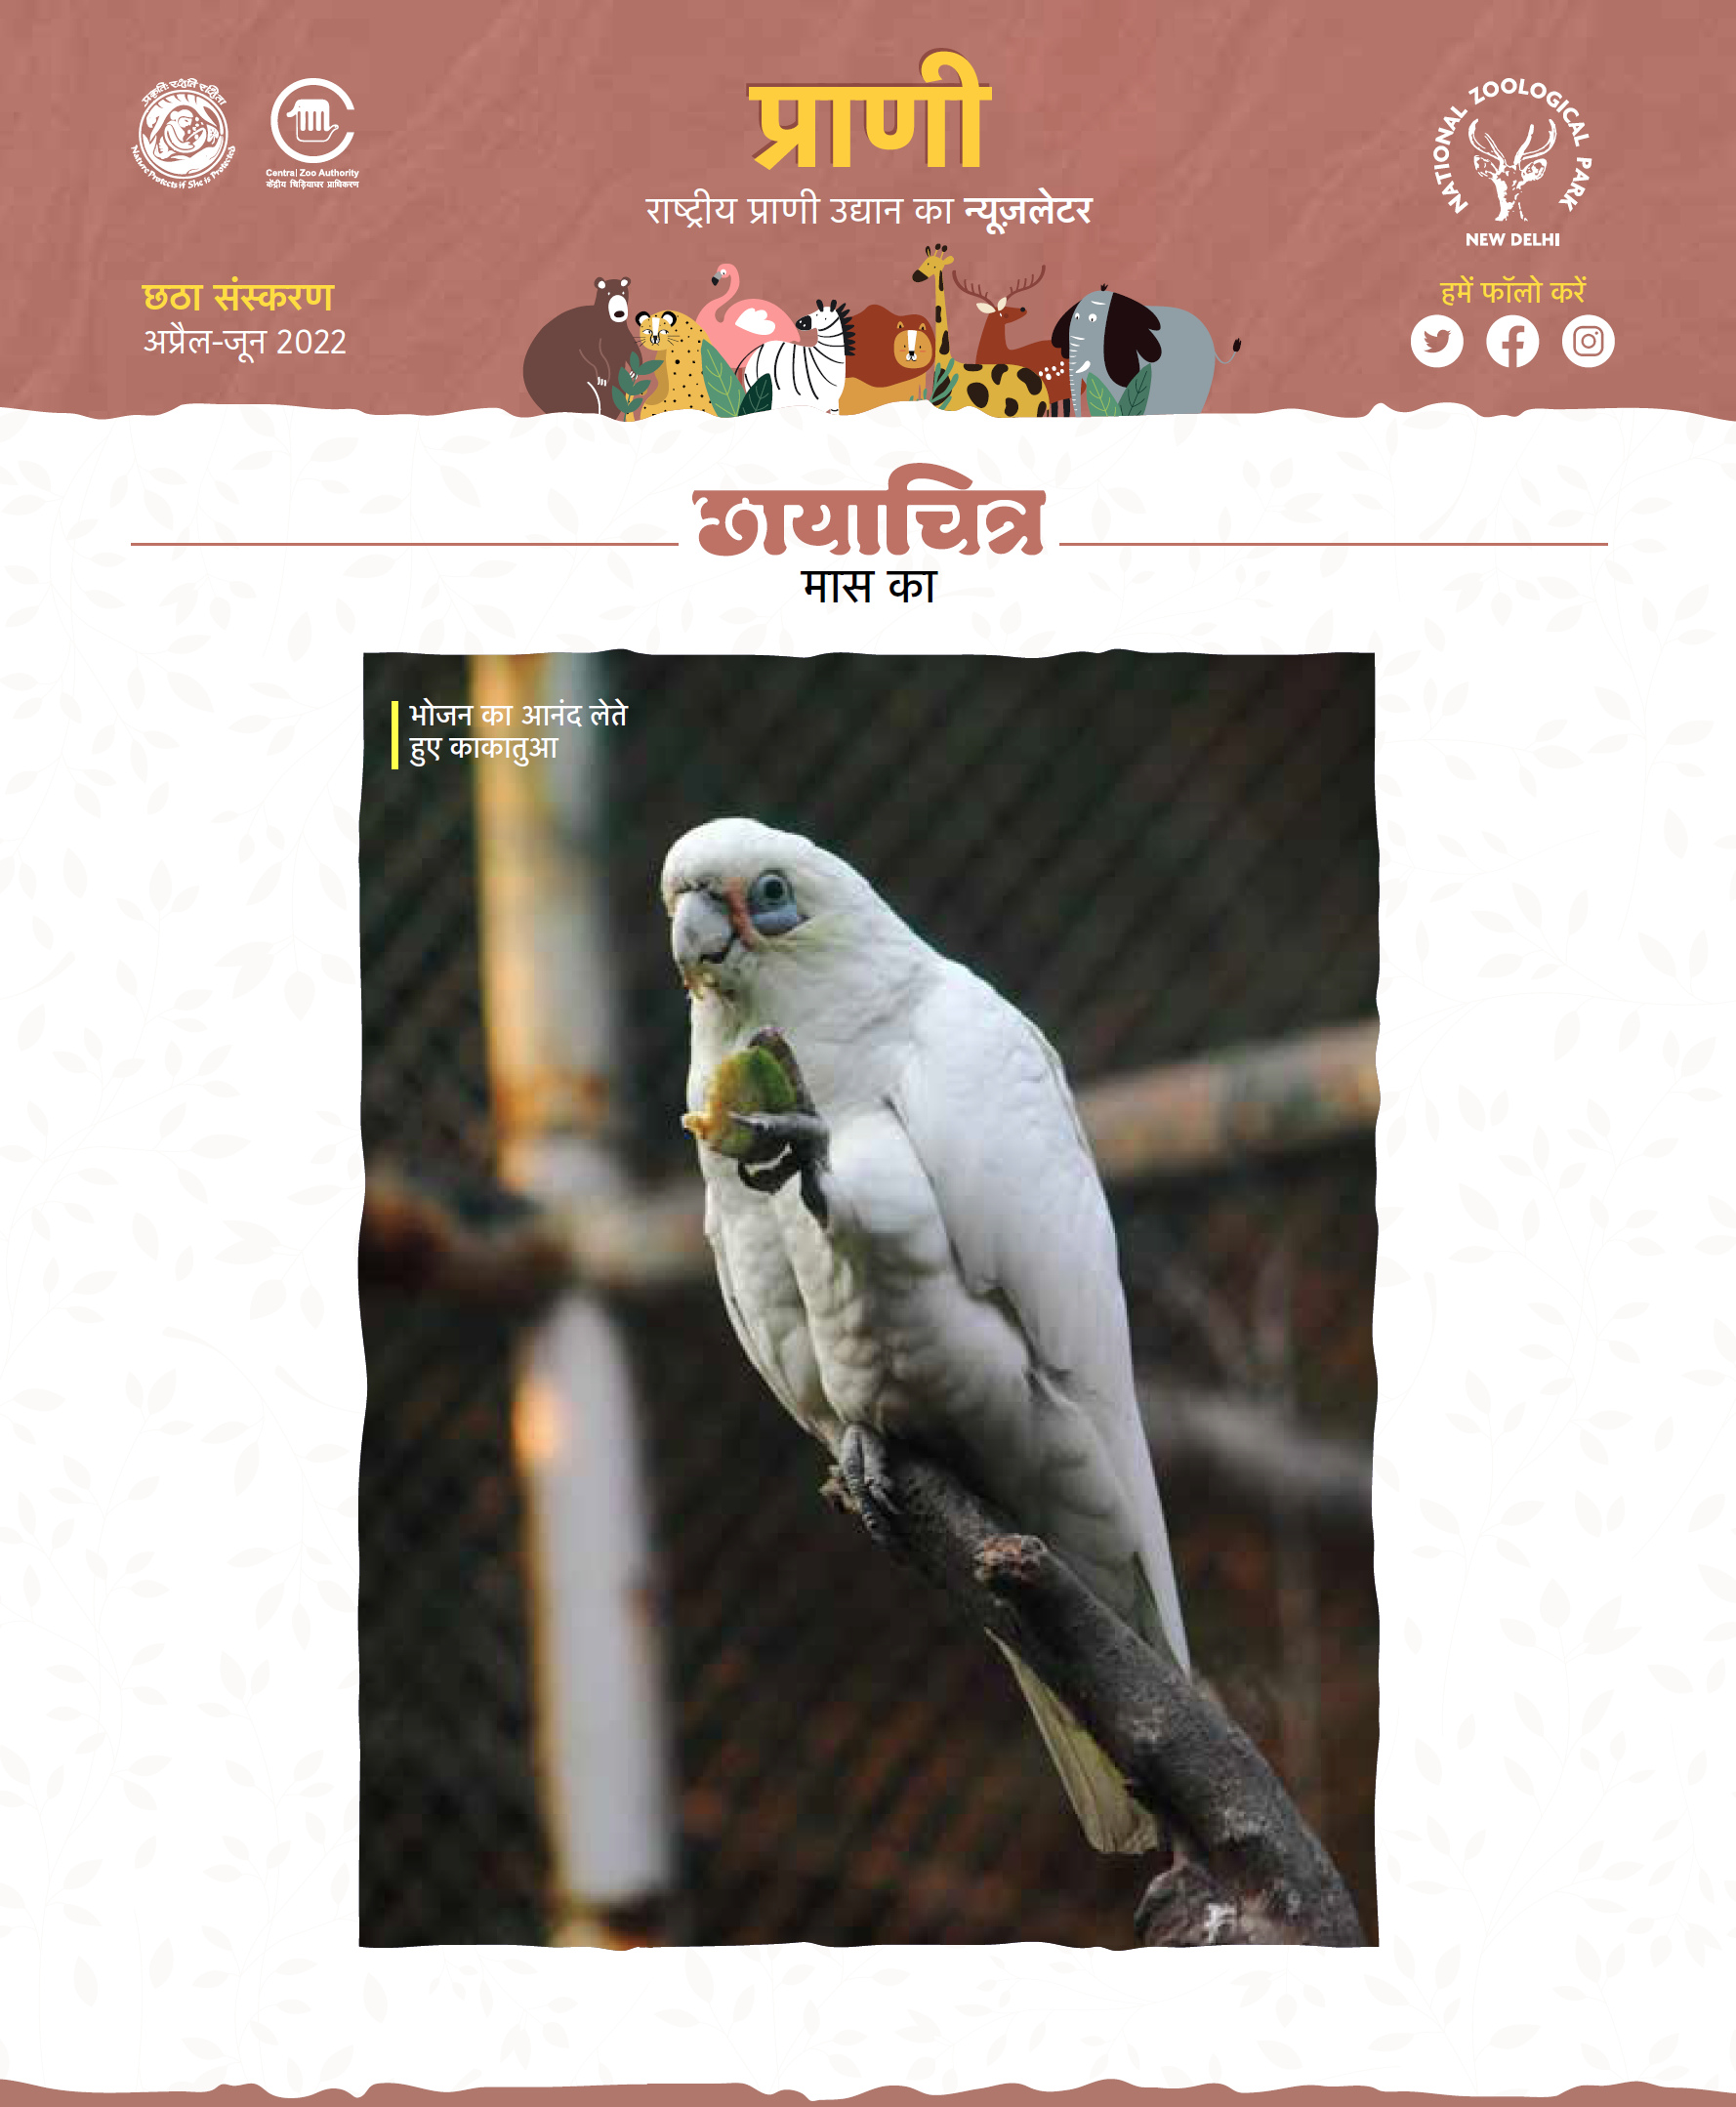 प्रकृतिः रक्षति रक्षिता
Nature Protects if She is Protected
Central Zoo Authority
केंद्रीय चिड़ियाघर प्राधिकरण
प्राणी
राष्ट्रीय प्राणी उद्यान का न्यूज़लेटर
NATIONAL ZOOLOGICAL PARK
NEW DELHI
छठा संस्करण
अप्रैल-जून 2022
हमें फॉलो करें
छायाचित्र
मास का
भोजन का आनंद लेते
हुए काकातुआ